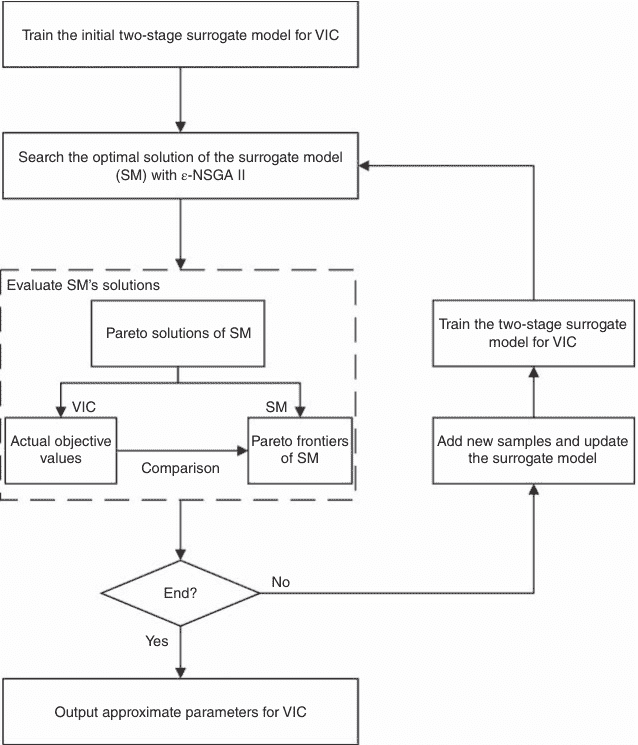 Train the initial two-stage surrogate model for VIC
Search the optimal solution of the surrogate model
(SM) with ε-NSGA II
Evaluate SM's solutions
Pareto solutions of SM
VIC
SM
Actual objective
values
Comparison
Pareto frontiers
of SM
Train the two-stage surrogate
model for VIC
Add new samples and update
the surrogate model
End?
No
Yes
Output approximate parameters for VIC